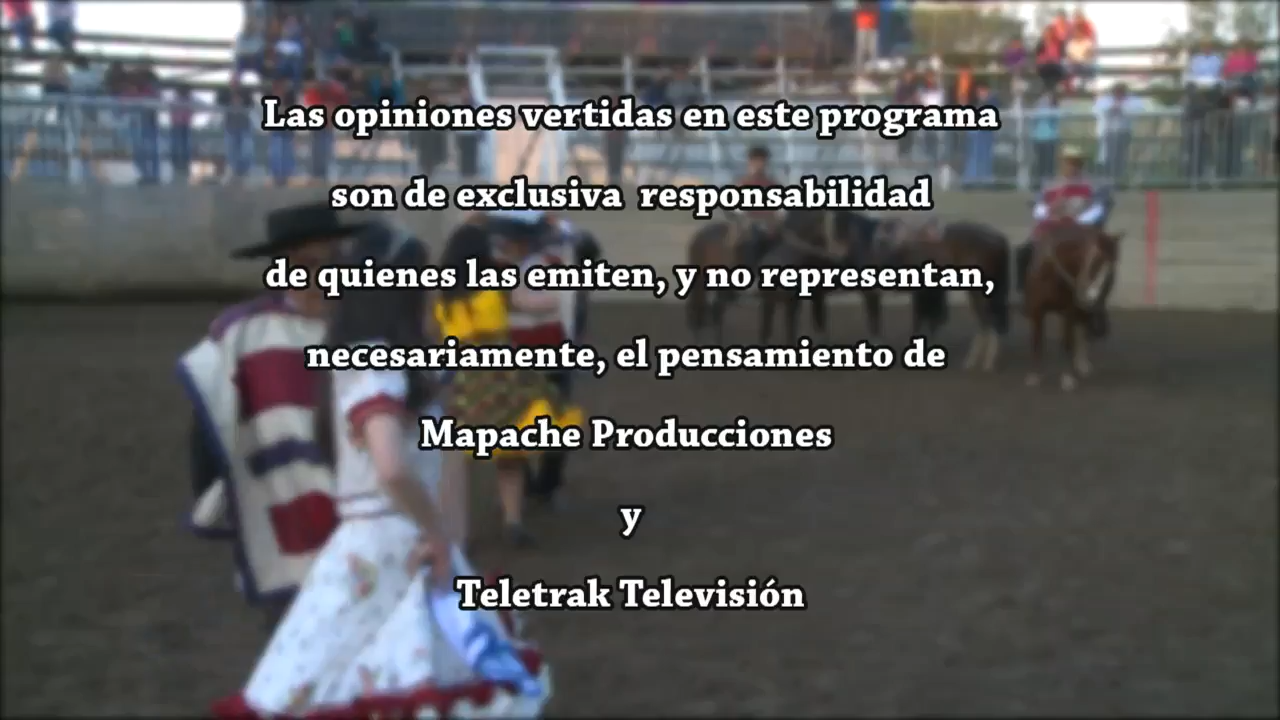 Las opiniones vertidas en este programa
son de exclusiva responsabilidad
de quienes las emiten, y no representan,
necesariamente, el pensamiento de
Mapache Producciones
y
Teletrak Televisión